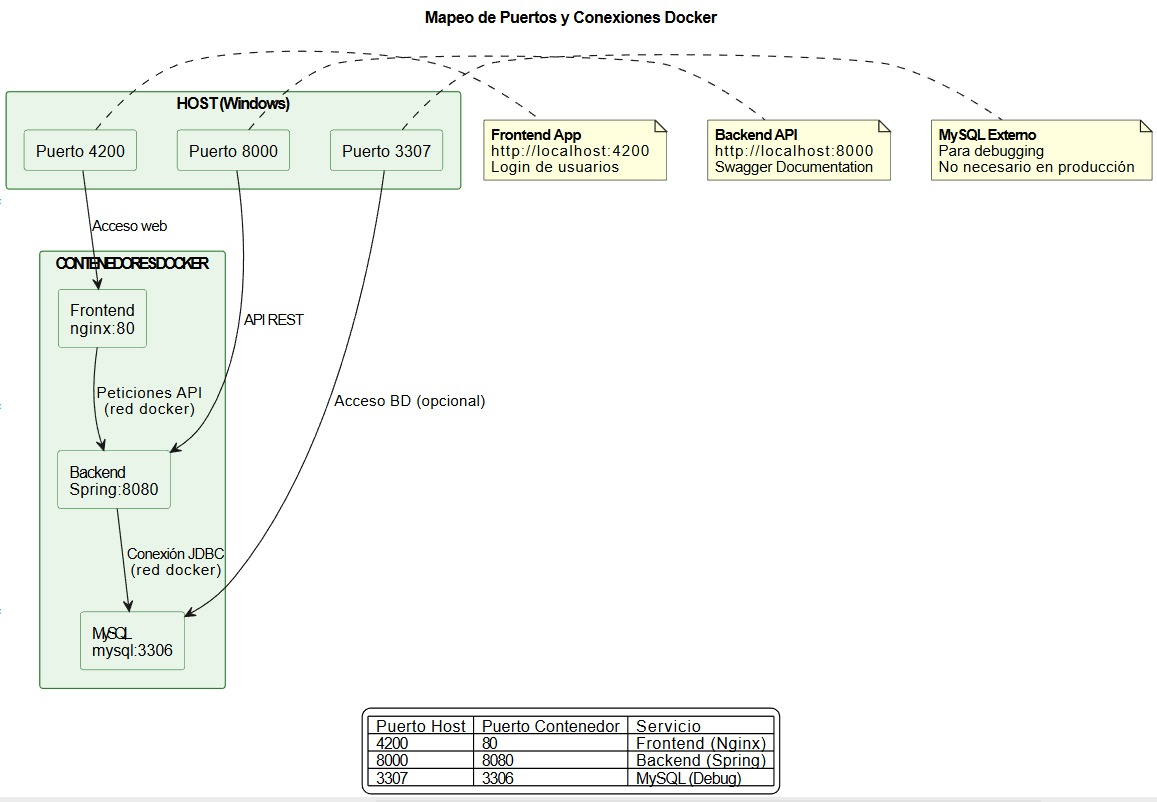 Mapeo de Puertos y Conexiones Docker
HOST (Windows)
Puerto 4200
Puerto 8000
Puerto 3307
Frontend App
http://localhost:4200
Login de usuarios
Backend API
http://localhost:8000
Swagger Documentation
MySQL Externo
Para debugging
No necesario en producción
Acceso web
CONTENEDORES DOCKER
Frontend
nginx:80
API REST
Peticiones API
(red docker)
Acceso BD (opcional)
Backend
Spring:8080
Conexión JDBC
(red docker)
MySQL
mysql:3306
Puerto Host Puerto Contenedor Servicio
4200 80 Frontend (Nginx)
8000 8080 Backend (Spring)
3307 3306 MySQL (Debug)